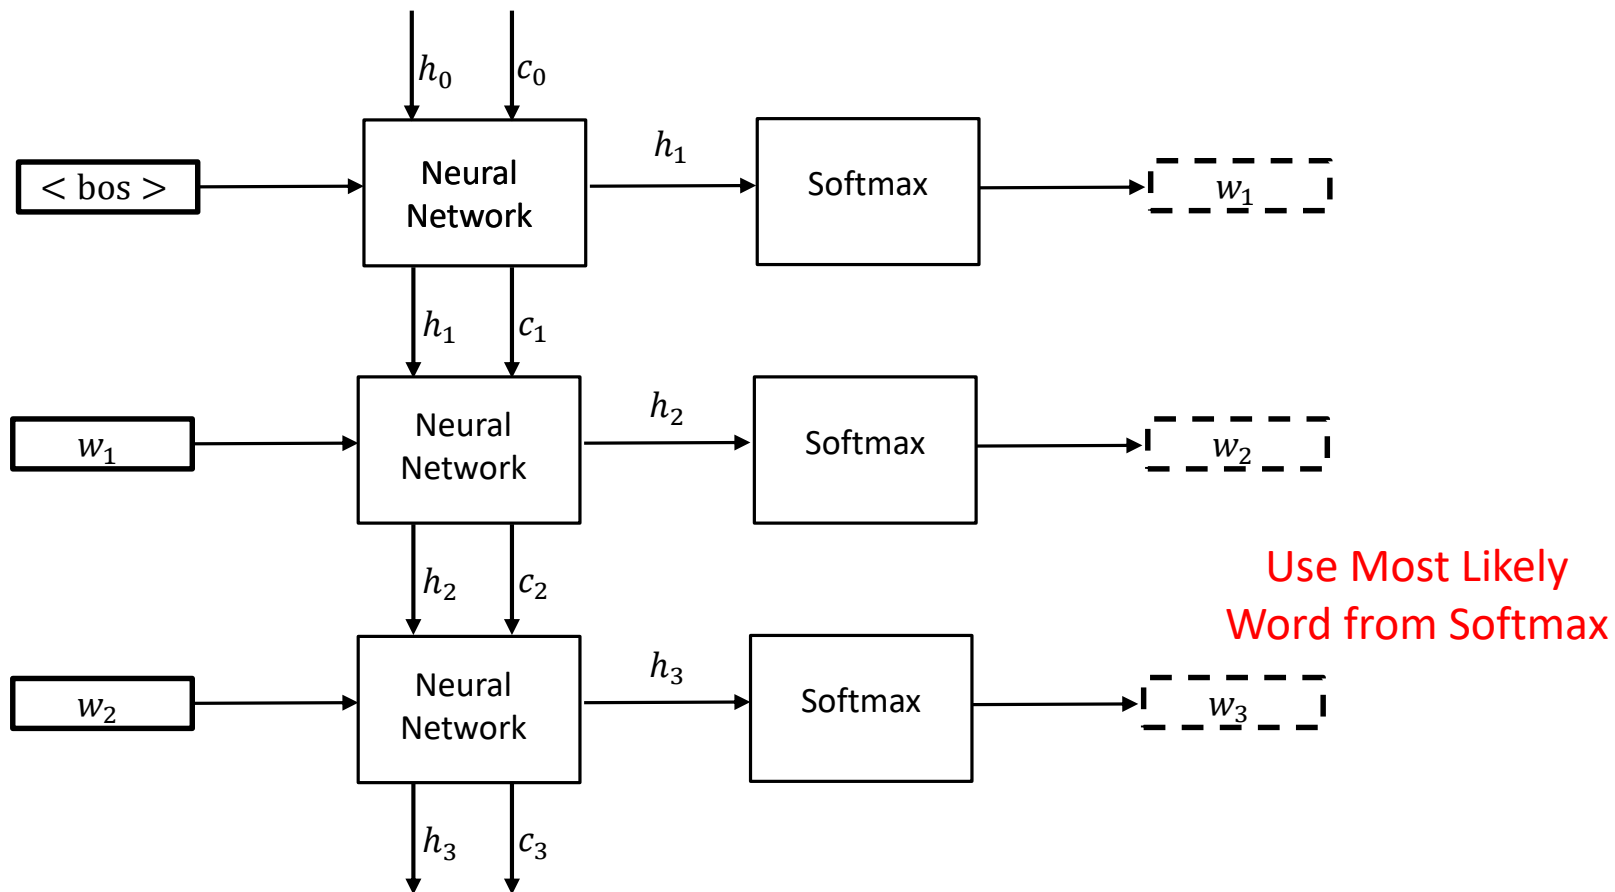 h₀ c₀
< bos > Neural Network h₁ Softmax w₁
h₁ c₁
w₁ Neural Network h₂ Softmax w₂
h₂ c₂
Use Most Likely
Word from Softmax
w₂ Neural Network h₃ Softmax w₃
h₃ c₃